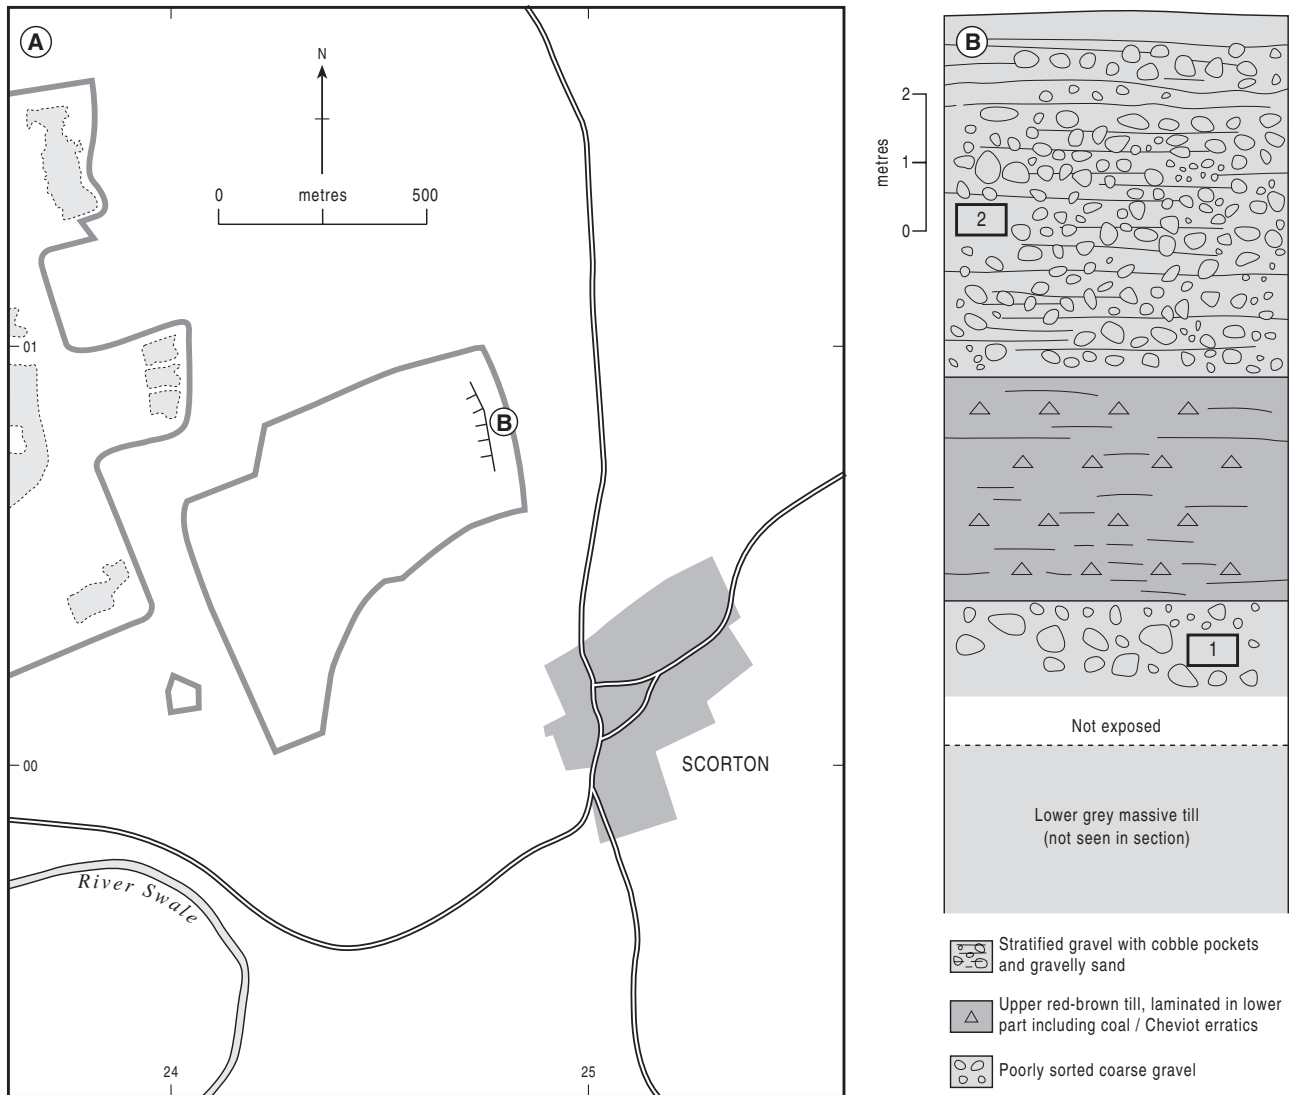 A
N
0 metres 500
01
B
00
SCORTON
River Swale
24
25
B
2
1
0
metres
2
1
Not exposed
Lower grey massive till
(not seen in section)
Stratified gravel with cobble pockets
and gravelly sand
Upper red-brown till, laminated in lower
part including coal / Cheviot erratics
Poorly sorted coarse gravel